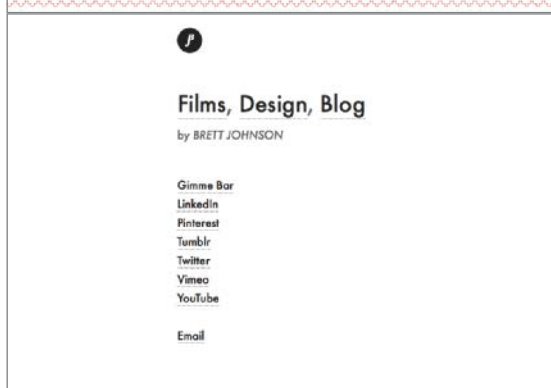 Films, Design, Blog
by BRETT JOHNSON
Gimme Bar
LinkedIn
Pinterest
Tumblr
Twitter
Vimeo
YouTube
Email